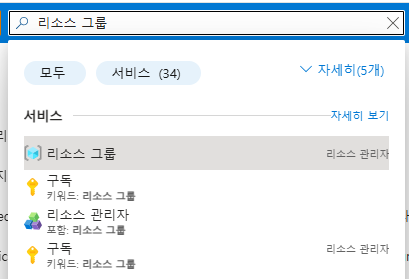 리소스 그룹
모두
서비스 (34)
자세히(5개)
서비스
자세히 보기
리소스 그룹
리소스 관리자
구독
키워드: 리소스 그룹
리소스 관리자
포함: 리소스 그룹
구독
리소스 관리자
키워드: 리소스 그룹